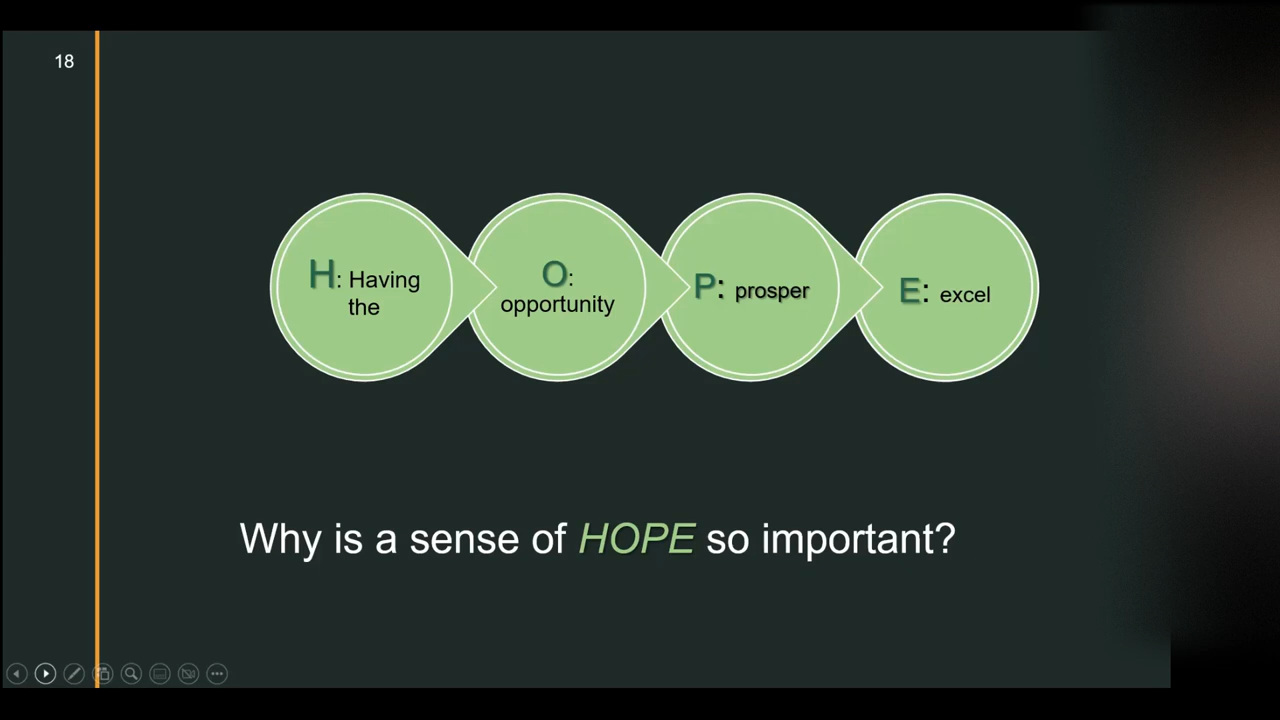 18
H: Having
the
O:
opportunity
P: prosper
E: excel
Why is a sense of HOPE so important?